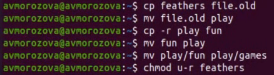 avmorozova@avmorozova:~$ cp feathers file.old
avmorozova@avmorozova:~$ mv file.old play
avmorozova@avmorozova:~$ cp -r play fun
avmorozova@avmorozova:~$ mv fun play
avmorozova@avmorozova:~$ mv play/fun play/games
avmorozova@avmorozova:~$ chmod u-r feathers